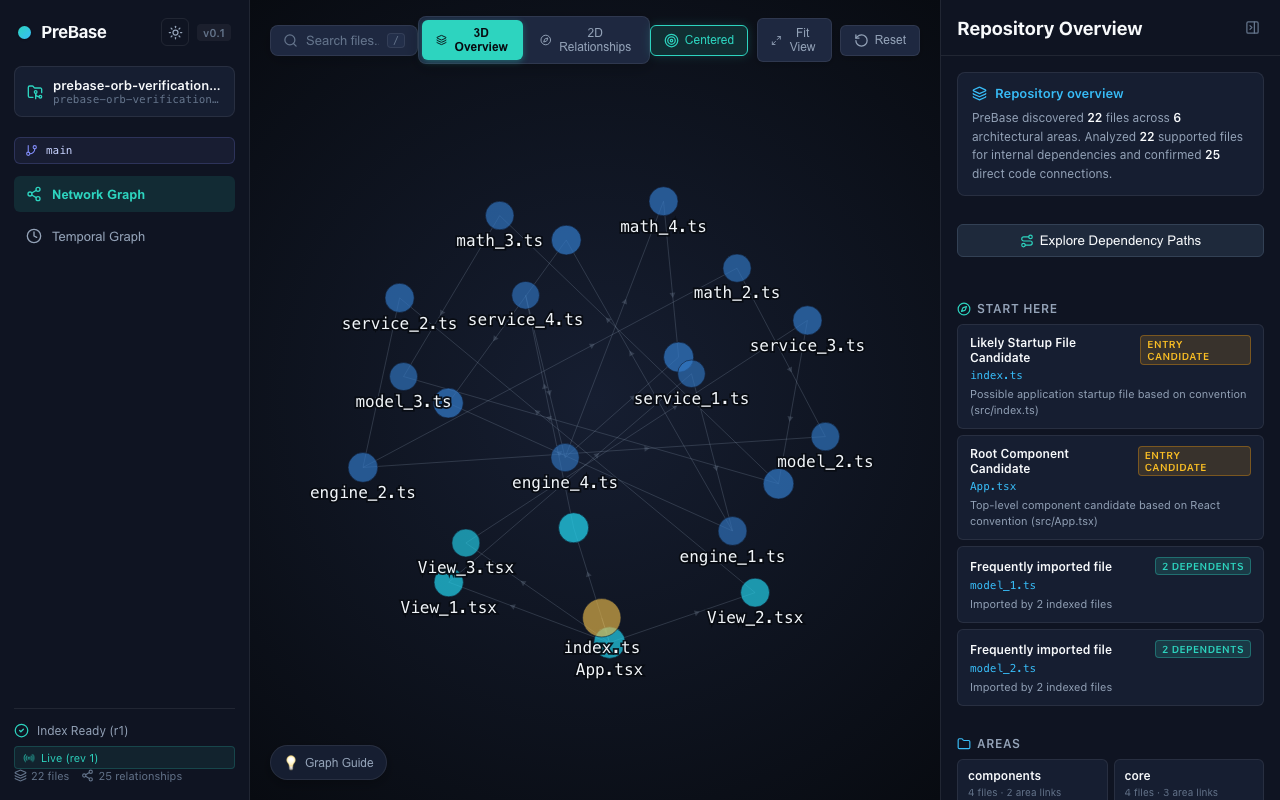 PreBase
v0.1
prebase-orb-verification...
prebase-orb-verification…
main
Network Graph
Temporal Graph
Index Ready (r1)
Live (rev 1)
22 files
25 relationships
Search files.
/
3D
Overview
2D
Relationships
Centered
Fit
View
Reset
math_3.ts
math_4.ts
math_2.ts
service_2.ts
service_4.ts
service_3.ts
model_3.ts
service_1.ts
model_2.ts
engine_2.ts
engine_4.ts
engine_1.ts
View_3.tsx
View_1.tsx
View_2.tsx
index.ts
App.tsx
Graph Guide
Repository Overview
Repository overview
PreBase discovered 22 files across 6
architectural areas. Analyzed 22 supported files
for internal dependencies and confirmed 25
direct code connections.
Explore Dependency Paths
START HERE
Likely Startup File
Candidate
ENTRY
CANDIDATE
index.ts
Possible application startup file based on convention
(src/index.ts)
Root Component
Candidate
ENTRY
CANDIDATE
App.tsx
Top-level component candidate based on React
convention (src/App.tsx)
Frequently imported file
2 DEPENDENTS
model_1.ts
Imported by 2 indexed files
Frequently imported file
2 DEPENDENTS
model_2.ts
Imported by 2 indexed files
AREAS
components
4 files · 2 area links
core
4 files · 3 area links